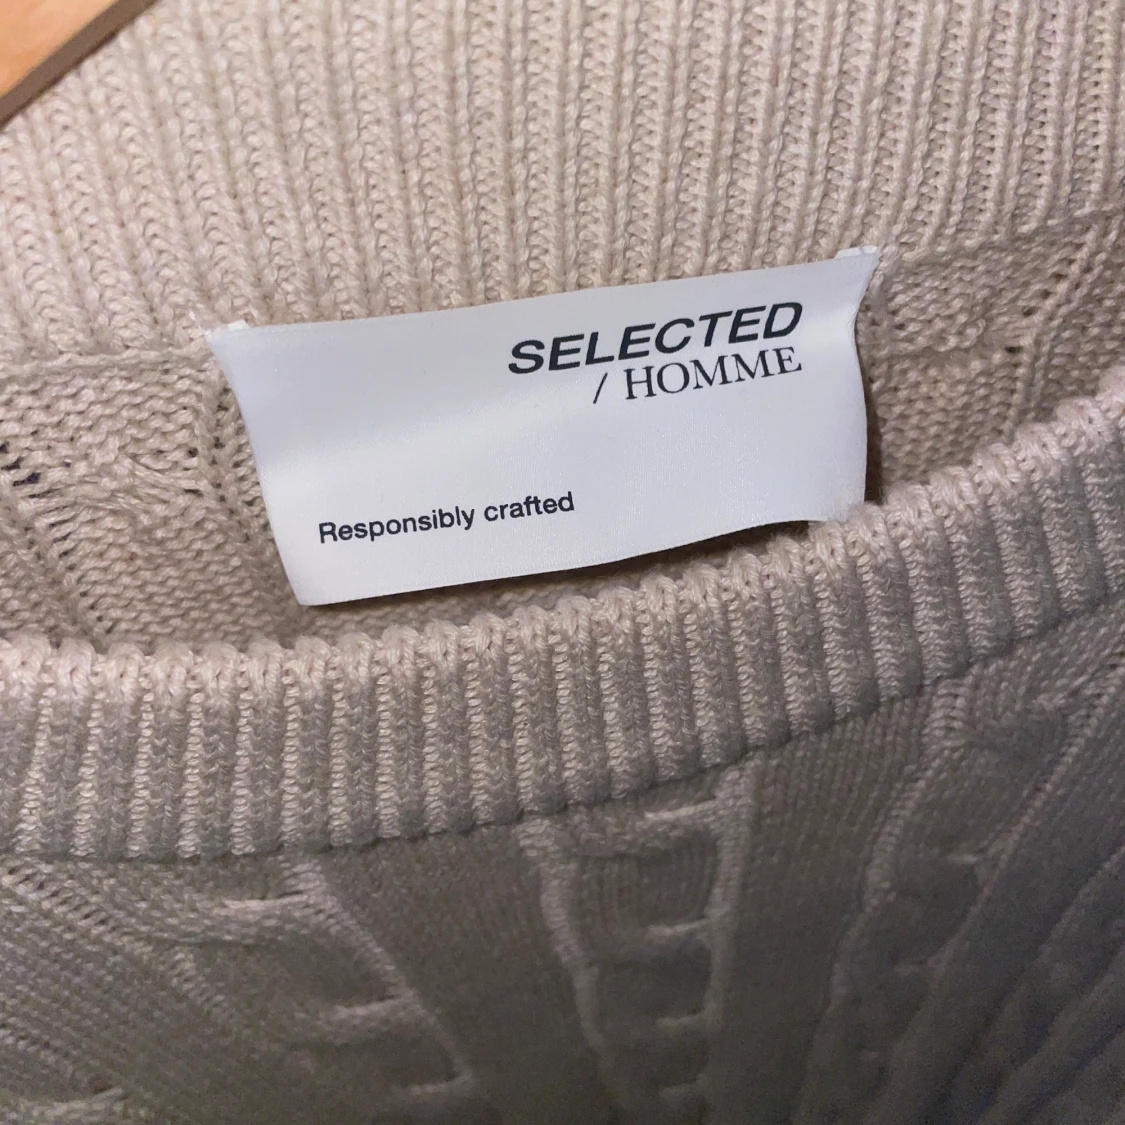 SELECTED
/ HOMME
Responsibly crafted